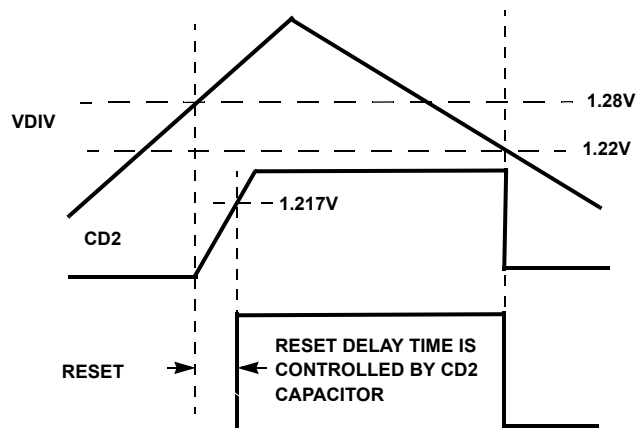 1.28V
VDIV
1.22V
1.217V
CD2
RESET DELAY TIME IS
CONTROLLED BY CD2
CAPACITOR
RESET